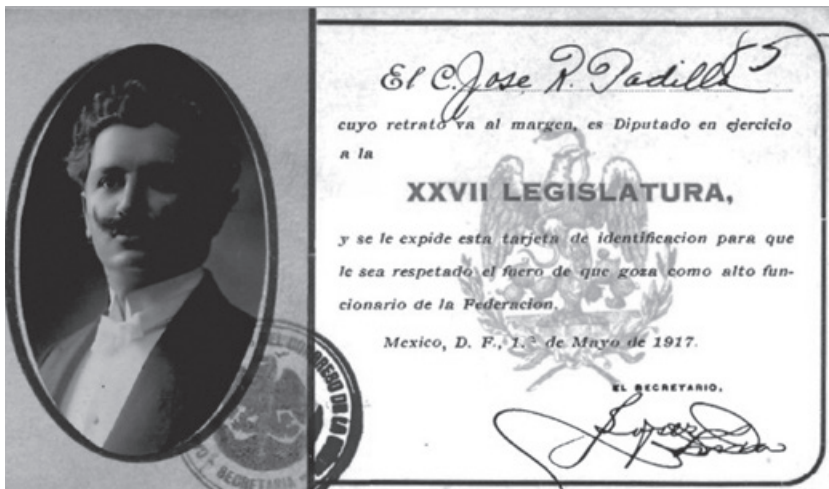 El C. Jose R. Padilla
cuyo retrato va al margen, es Diputado en ejercicio
a la
XXVII LEGISLATURA,
y se le expide esta tarjeta de identificacion para que
le sea respetado el fuero de que goza como alto fun-
cionario de la Federacion.
Mexico, D. F., 1.º de Mayo de 1917.
EL SECRETARIO,
SECRETARIA